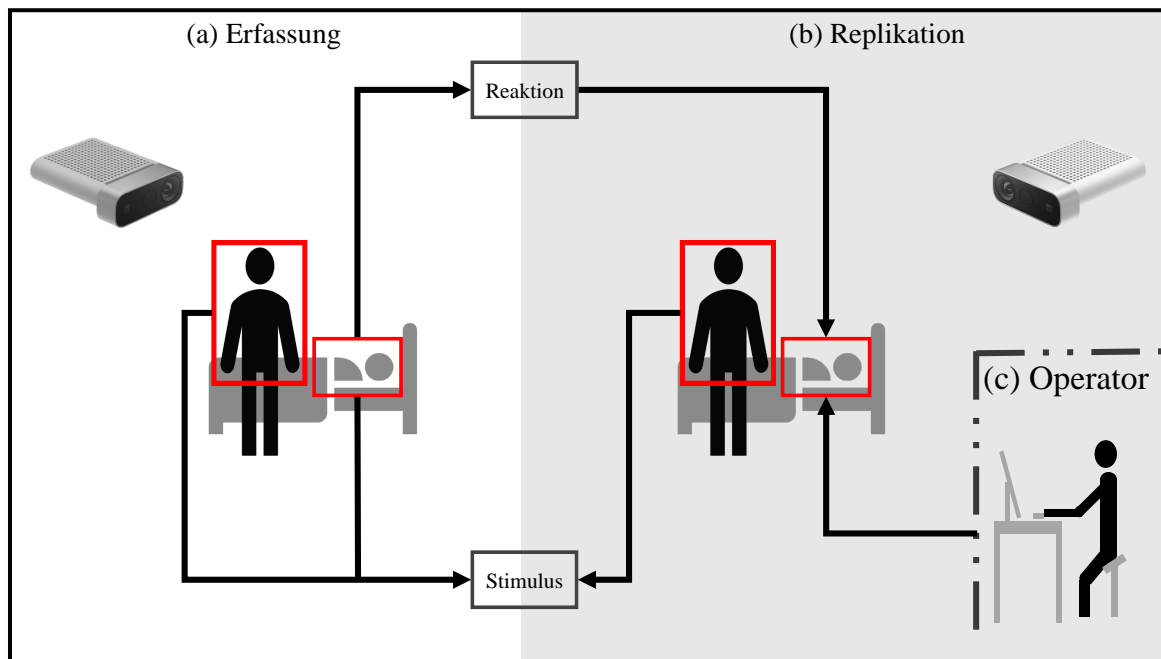 (a) Erfassung
(b) Replikation
Reaktion
(c) Operator
Stimulus